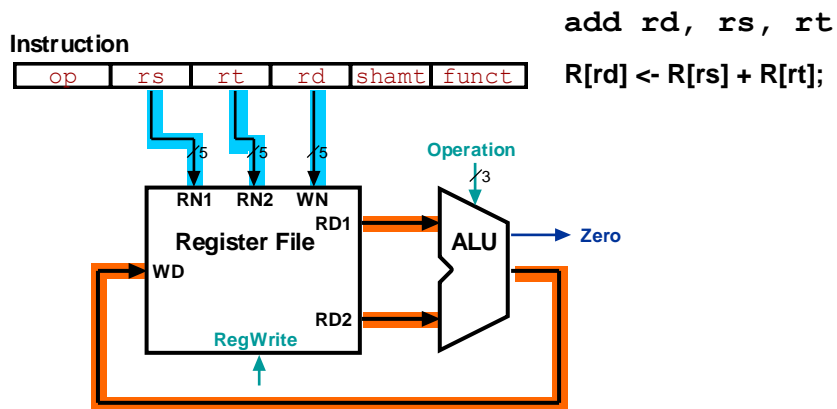 add rd, rs, rt
Instruction
op rs rt rd shamt funct
R[rd] <- R[rs] + R[rt];
5 5 5
Operation
3
RN1 RN2 WN
RD1
Register File
ALU
Zero
WD
RD2
RegWrite